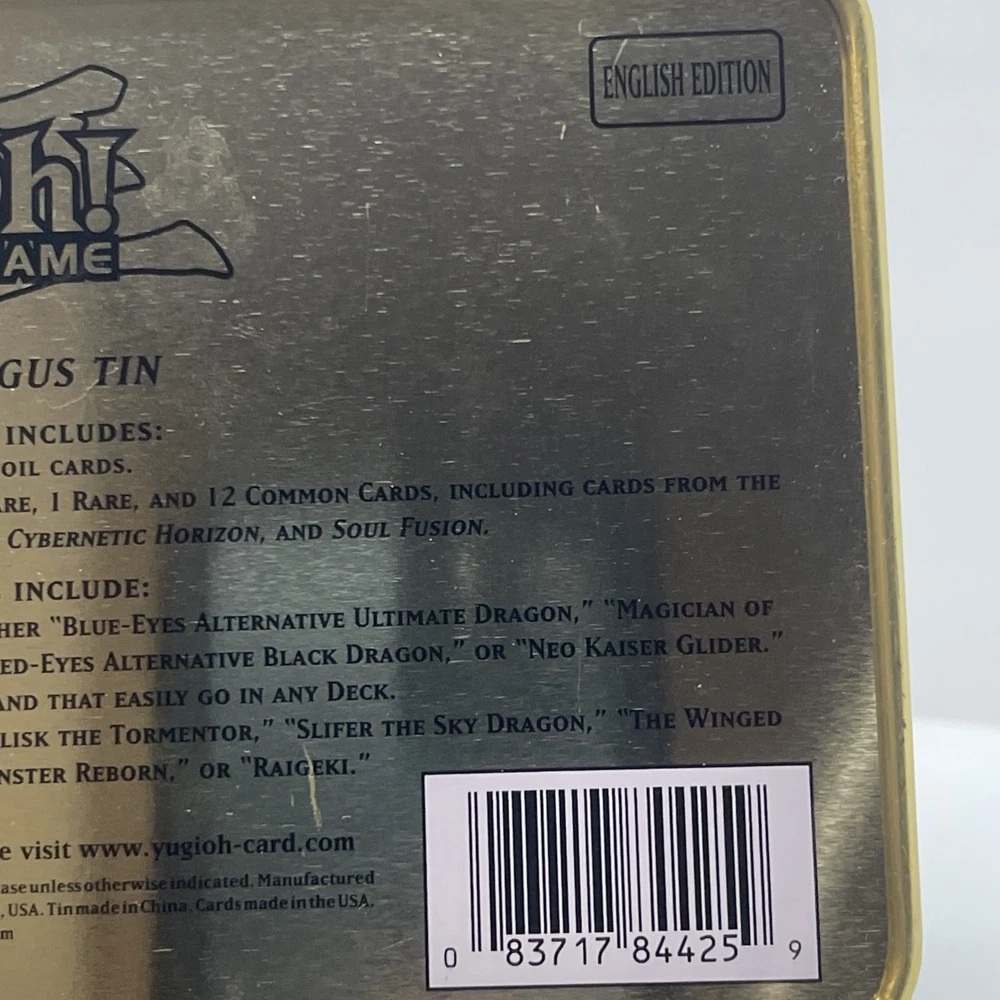 ENGLISH EDITION
h!
AME
GUS TIN
INCLUDES:
OIL CARDS.
RE, 1 RARE, AND 12 COMMON CARDS, INCLUDING CARDS FROM THE
CYBERNETIC HORIZON, AND SOUL FUSION.
INCLUDE:
HER "BLUE-EYES ALTERNATIVE ULTIMATE DRAGON," "MAGICIAN OF
ED-EYES ALTERNATIVE BLACK DRAGON," OR "NEO KAISER GLIDER."
AND THAT EASILY GO IN ANY DECK.
LISK THE TORMENTOR," "SLIFER THE SKY DRAGON," "THE WINGED
NSTER REBORN," OR "RAIGEKI."
e visit www.yugioh-card.com
ase unless otherwise indicated. Manufactured
, USA. Tin made in China. Cards made in the USA.
m
0 83717 84425 9